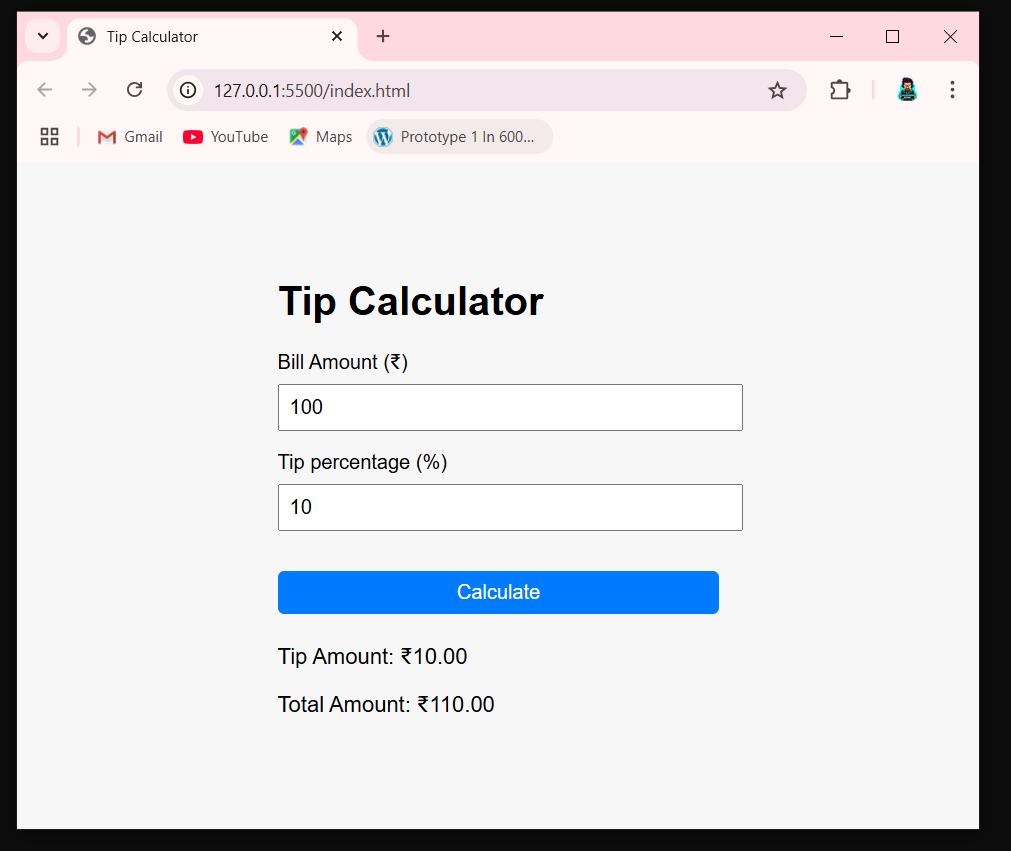 Tip Calculator
127.0.0.1:5500/index.html
Gmail YouTube Maps Prototype 1 In 600...
Tip Calculator
Bill Amount (₹)
100
Tip percentage (%)
10
Calculate
Tip Amount: ₹10.00
Total Amount: ₹110.00